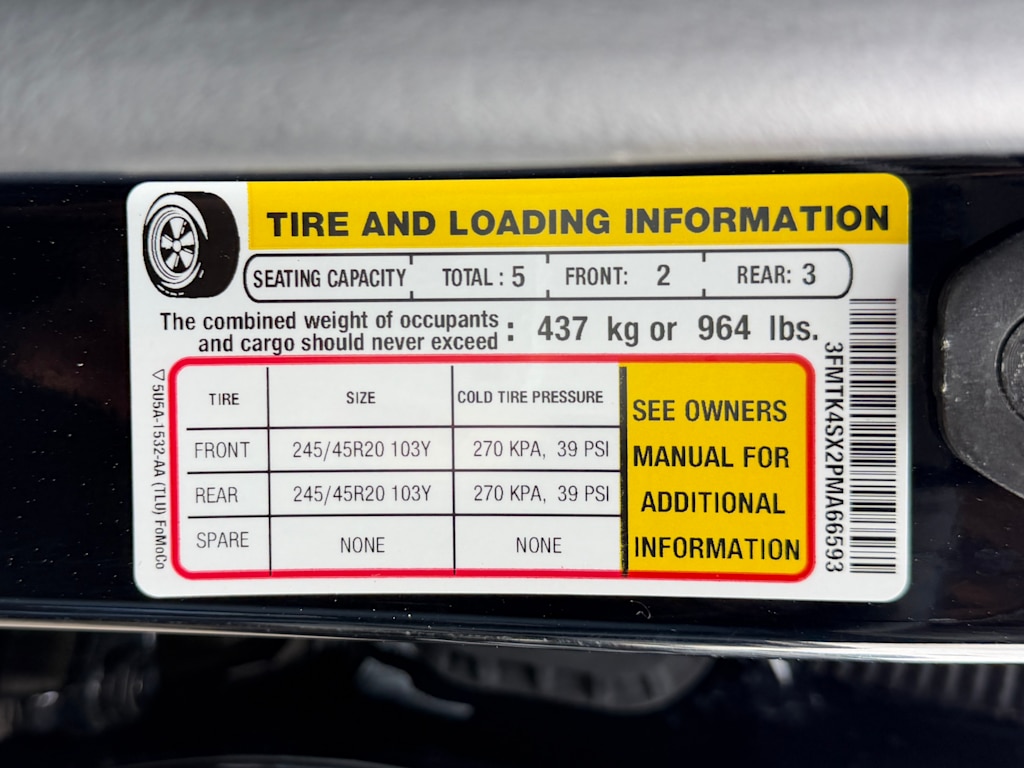 TIRE AND LOADING INFORMATION
SEATING CAPACITY TOTAL : 5 FRONT: 2 REAR: 3
The combined weight of occupants
and cargo should never exceed : 437 kg or 964 lbs.
TIRE SIZE COLD TIRE PRESSURE
FRONT 245/45R20 103Y 270 KPA, 39 PSI
REAR 245/45R20 103Y 270 KPA, 39 PSI
SPARE NONE NONE
SEE OWNERS
MANUAL FOR
ADDITIONAL
INFORMATION
3FMTK4SX2PMA66593
5U5A-1532-AA (TLU) FoMoCo